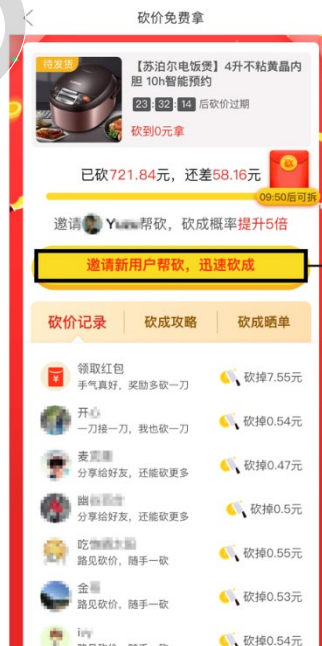 砍价免费拿
待发货
【苏泊尔电饭煲】4升不粘黄晶内
胆 10h智能预约
23:32:14 后砍价过期
砍到0元拿
已砍721.84元，还差58.16元
09:50后可拆
邀请 Y 帮砍，砍成概率提升5倍
邀请新用户帮砍，迅速砍成
砍价记录
砍成攻略
砍成晒单
领取红包
手气真好，奖励多砍一刀
砍掉7.55元
开心
一刀接一刀，我也砍一刀
砍掉0.54元
麦
分享给好友，还能砍更多
砍掉0.47元
幽
分享给好友，还能砍更多
砍掉0.5元
吃
路见砍价，随手一砍
砍掉0.55元
金
路见砍价，随手一砍
砍掉0.53元
ivy
砍掉0.54元